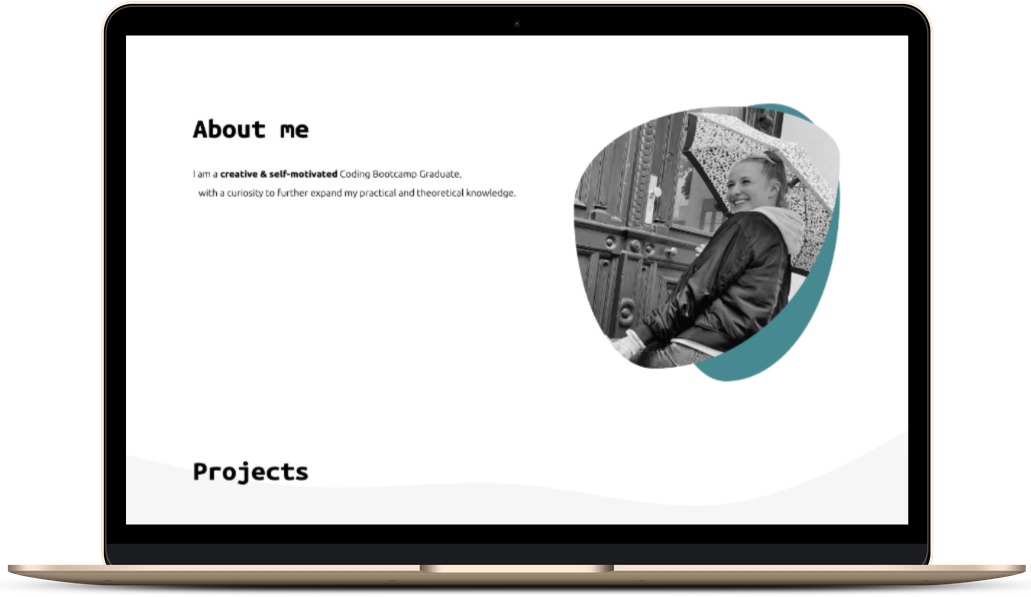 About me
I am a creative & self-motivated Coding Bootcamp Graduate,
with a curiosity to further expand my practical and theoretical knowledge.
Projects